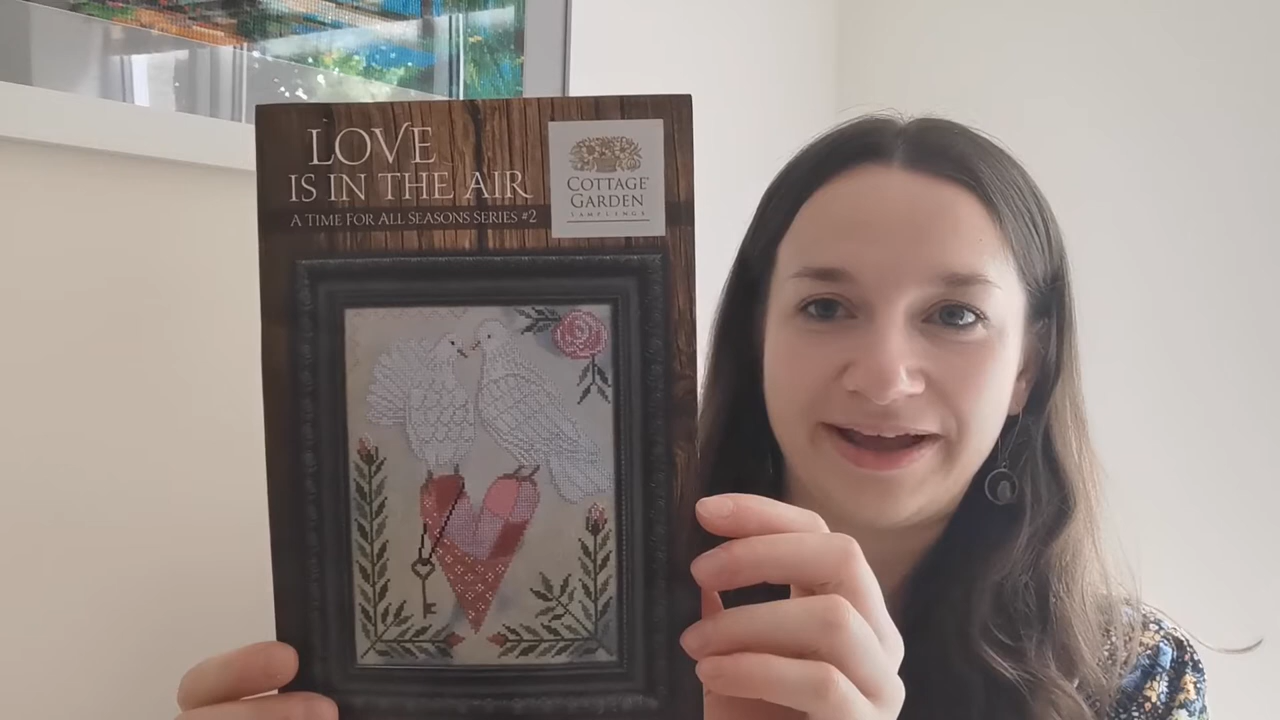 LOVE
IS IN THE AIR
A TIME FOR ALL SEASONS SERIES #2
COTTAGE
GARDEN
SAMPLINGS